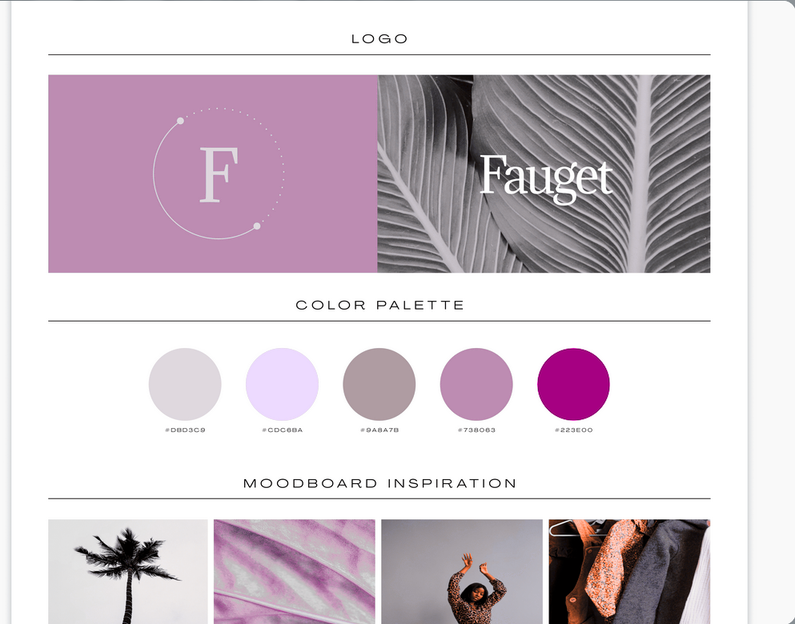 LOGO
F
Fauget
COLOR PALETTE
#DBD3C9 #CDC6BA #9A8A7B #738063 #223E00
MOODBOARD INSPIRATION